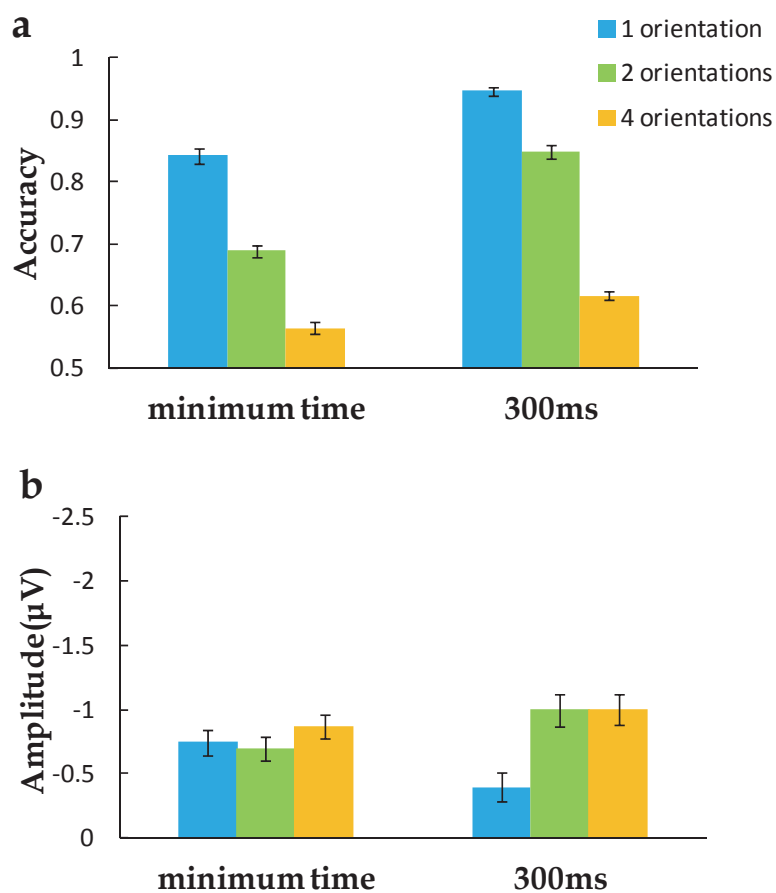 a
1 orientation
2 orientations
4 orientations
Accuracy
1
0.9
0.8
0.7
0.6
0.5
minimum time
300ms
b
Amplitude(µV)
-2.5
-2
-1.5
-1
-0.5
0
minimum time
300ms